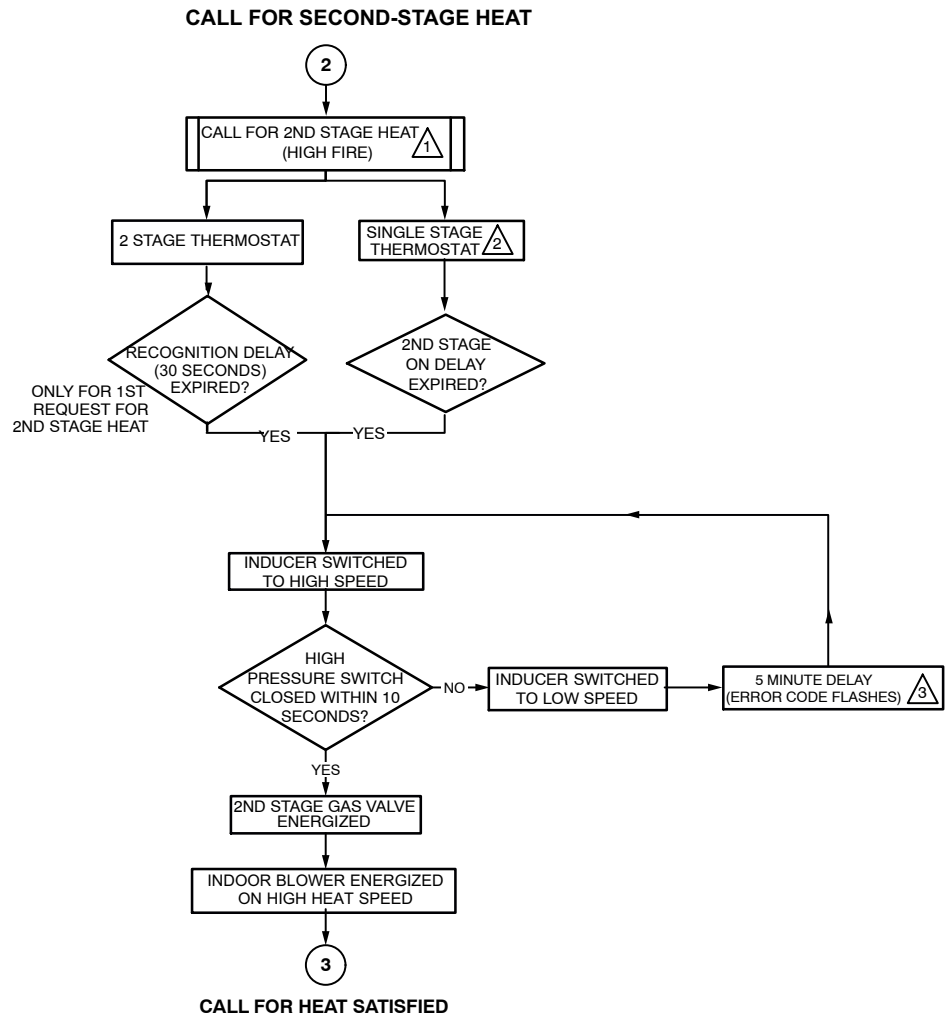 CALL FOR SECOND-STAGE HEAT
2
CALL FOR 2ND STAGE HEAT
(HIGH FIRE)
1
2 STAGE THERMOSTAT
SINGLE STAGE
THERMOSTAT
2
RECOGNITION DELAY
(30 SECONDS)
EXPIRED?
2ND STAGE
ON DELAY
EXPIRED?
ONLY FOR 1ST
REQUEST FOR
2ND STAGE HEAT
YES
YES
INDUCER SWITCHED
TO HIGH SPEED
HIGH
PRESSURE SWITCH
CLOSED WITHIN 10
SECONDS?
NO
INDUCER SWITCHED
TO LOW SPEED
5 MINUTE DELAY
(ERROR CODE FLASHES)
3
YES
2ND STAGE GAS VALVE
ENERGIZED
INDOOR BLOWER ENERGIZED
ON HIGH HEAT SPEED
3
CALL FOR HEAT SATISFIED